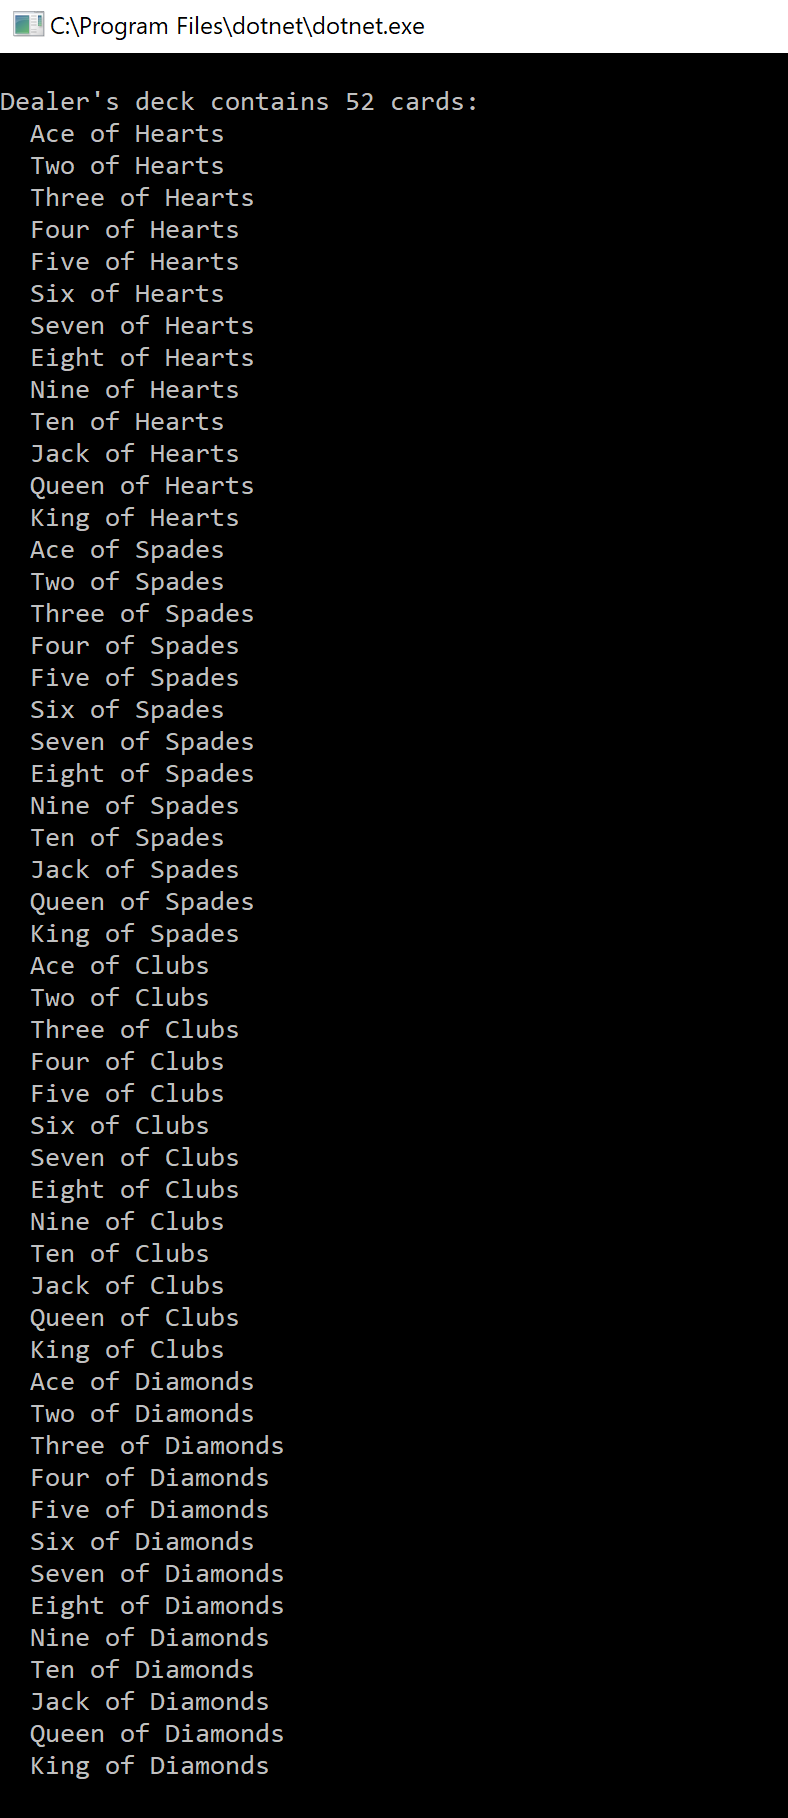 C:\Program Files\dotnet\dotnet.exe
Dealer's deck contains 52 cards:
Ace of Hearts
Two of Hearts
Three of Hearts
Four of Hearts
Five of Hearts
Six of Hearts
Seven of Hearts
Eight of Hearts
Nine of Hearts
Ten of Hearts
Jack of Hearts
Queen of Hearts
King of Hearts
Ace of Spades
Two of Spades
Three of Spades
Four of Spades
Five of Spades
Six of Spades
Seven of Spades
Eight of Spades
Nine of Spades
Ten of Spades
Jack of Spades
Queen of Spades
King of Spades
Ace of Clubs
Two of Clubs
Three of Clubs
Four of Clubs
Five of Clubs
Six of Clubs
Seven of Clubs
Eight of Clubs
Nine of Clubs
Ten of Clubs
Jack of Clubs
Queen of Clubs
King of Clubs
Ace of Diamonds
Two of Diamonds
Three of Diamonds
Four of Diamonds
Five of Diamonds
Six of Diamonds
Seven of Diamonds
Eight of Diamonds
Nine of Diamonds
Ten of Diamonds
Jack of Diamonds
Queen of Diamonds
King of Diamonds